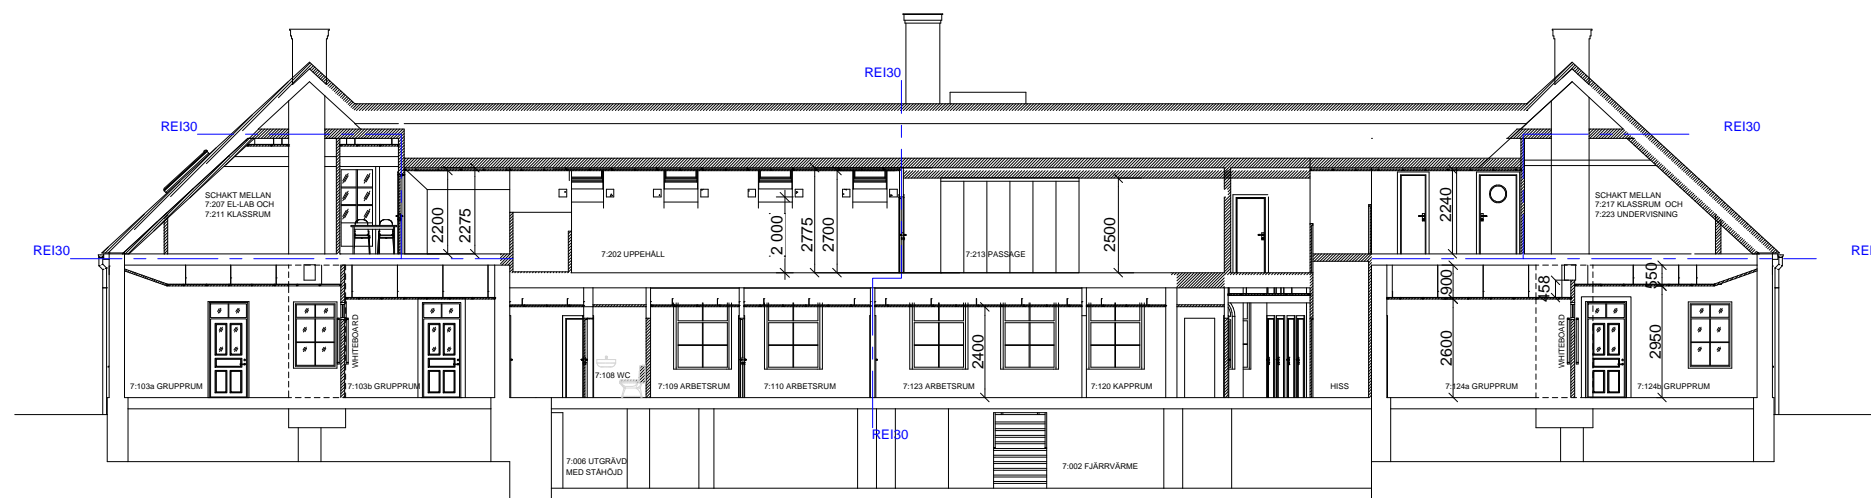 REI30
REI30
REI30
SCHAKT MELLAN
7:207 EL-LAB OCH
7:211 KLASSRUM
2200
2275
7:202 UPPEHÅLL
2 000
2775
2700
7:213 PASSAGE
2500
2240
SCHAKT MELLAN
7:217 KLASSRUM OCH
7:223 UNDERVISNING
REI30
REI
900
458
550
7:103a GRUPPRUM
WHITEBOARD
7:103b GRUPPRUM
7:108 WC
7:109 ARBETSRUM
7:110 ARBETSRUM
7:123 ARBETSRUM
2400
7:120 KAPPRUM
HISS
2600
7:124a GRUPPRUM
WHITEBOARD
2950
7:124b GRUPPRUM
REI30
7:006 UTGRÄVD
MED STÅHÖJD
7:002 FJÄRRVÄRME